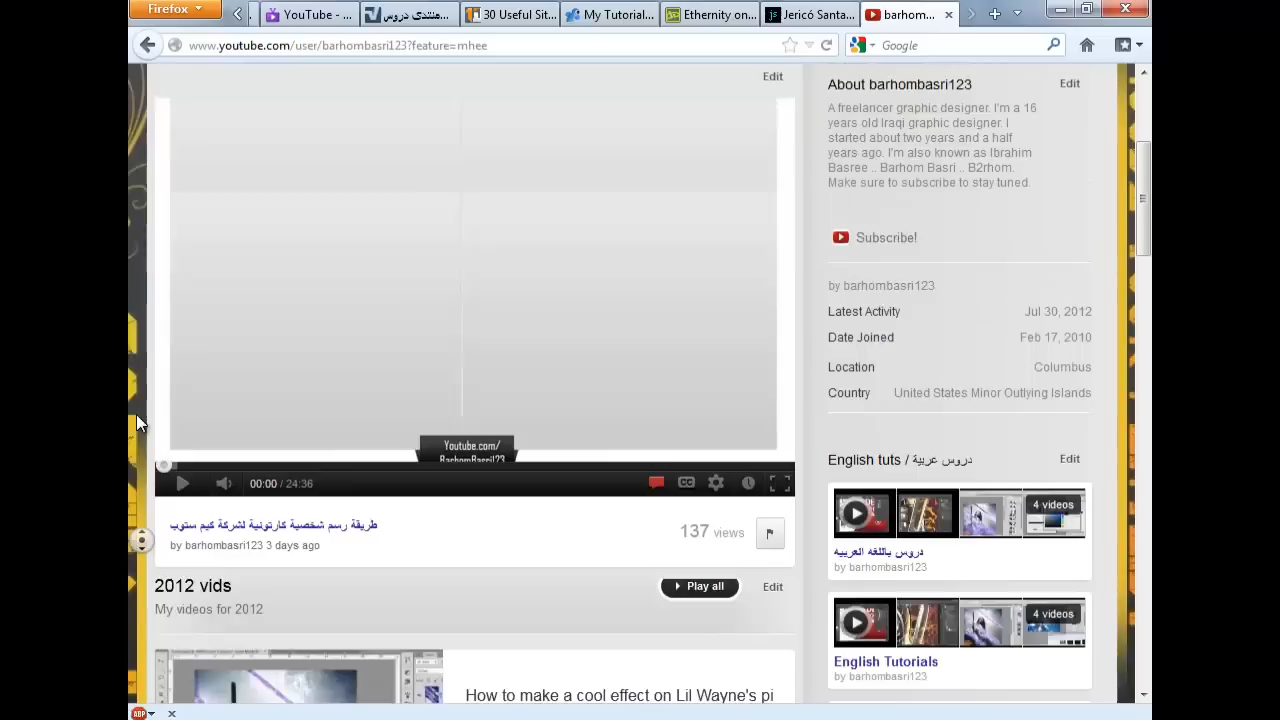 Firefox
YouTube - ...
منتدى دروس...
30 Useful Sit...
My Tutorial...
Ethernity on...
Jericó Santa...
barhom...
www.youtube.com/user/barhombasri123?feature=mhee
Google
Edit
Youtube.com/
BarhomBasri123
00:00 / 24:36
CC
طريقة رسم شخصية كارتونية لشركة كيم ستوب
by barhombasri123 3 days ago
137 views
2012 vids
My videos for 2012
Play all
Edit
How to make a cool effect on Lil Wayne's pi
About barhombasri123
Edit
A freelancer graphic designer. I'm a 16
years old Iraqi graphic designer. I
started about two years and a half
years ago. I'm also known as Ibrahim
Basree .. Barhom Basri .. B2rhom.
Make sure to subscribe to stay tuned.
Subscribe!
by barhombasri123
Latest Activity Jul 30, 2012
Date Joined Feb 17, 2010
Location Columbus
Country United States Minor Outlying Islands
English tuts / دروس عربية
Edit
4 videos
دروس باللغه العربيه
by barhombasri123
4 videos
English Tutorials
by barhombasri123
ABP